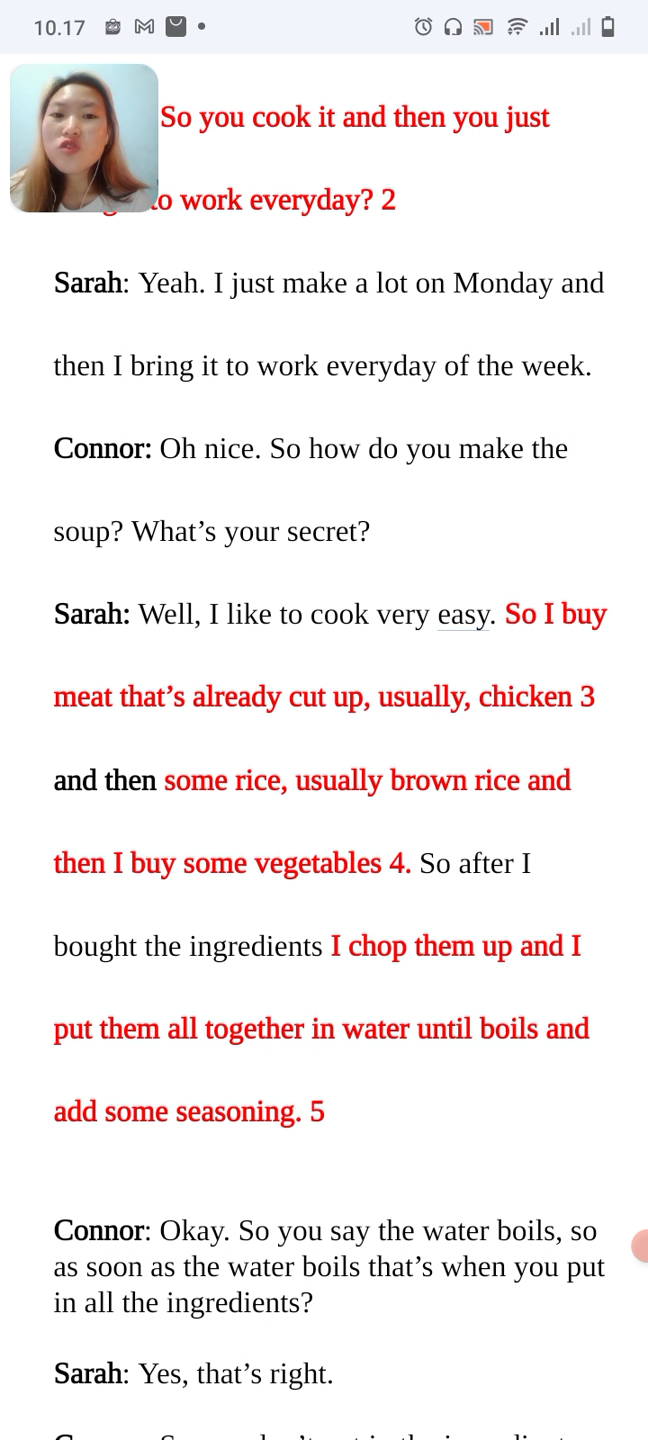 10.17
So you cook it and then you just
to work everyday? 2
Sarah: Yeah. I just make a lot on Monday and
then I bring it to work everyday of the week.
Connor: Oh nice. So how do you make the
soup? What’s your secret?
Sarah: Well, I like to cook very easy. So I buy
meat that’s already cut up, usually, chicken 3
and then some rice, usually brown rice and
then I buy some vegetables 4. So after I
bought the ingredients I chop them up and I
put them all together in water until boils and
add some seasoning. 5
Connor: Okay. So you say the water boils, so
as soon as the water boils that’s when you put
in all the ingredients?
Sarah: Yes, that’s right.